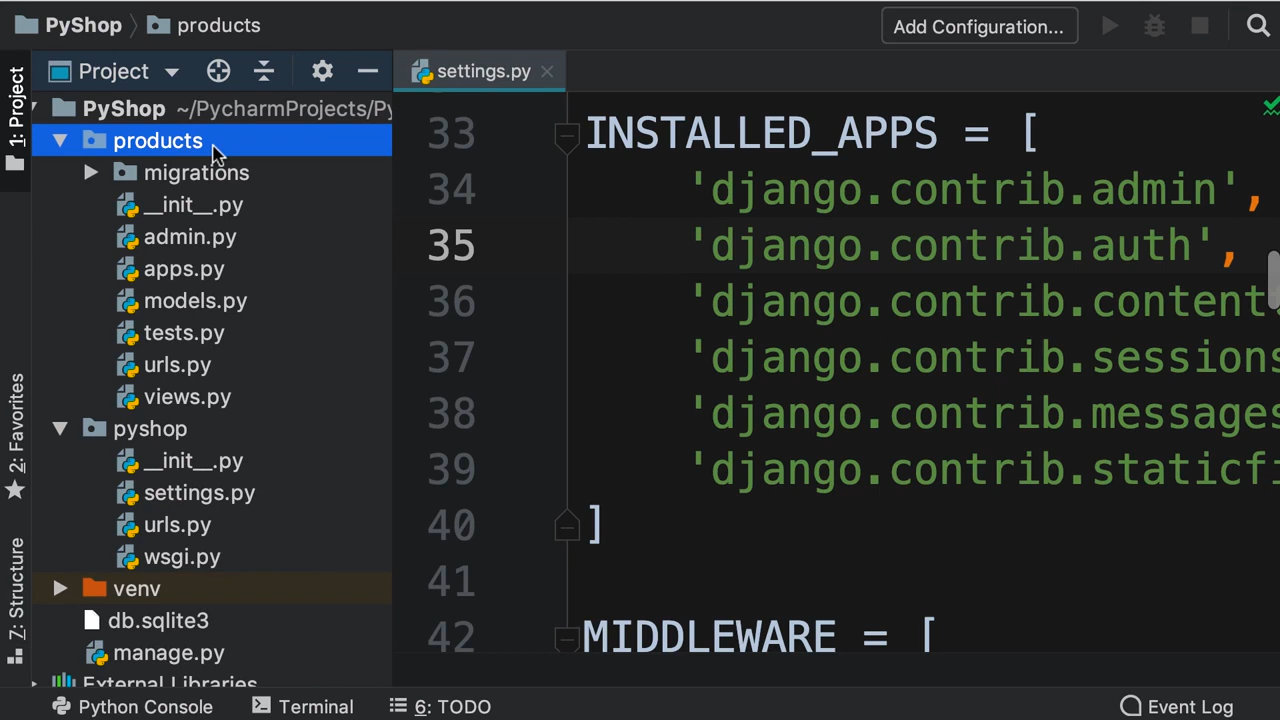 PyShop products Add Configuration...
Project settings.py
1: Project
PyShop ~/PycharmProjects/Py
products
migrations
__init__.py
admin.py
apps.py
models.py
tests.py
urls.py
views.py
pyshop
__init__.py
settings.py
urls.py
wsgi.py
venv
db.sqlite3
manage.py
External Libraries
2: Favorites
Z: Structure
33 INSTALLED_APPS = [
34 'django.contrib.admin',
35 'django.contrib.auth',
36 'django.contrib.content
37 'django.contrib.sessions
38 'django.contrib.messages
39 'django.contrib.staticfi
40 ]
41
42 MIDDLEWARE = [
Python Console Terminal 6: TODO Event Log